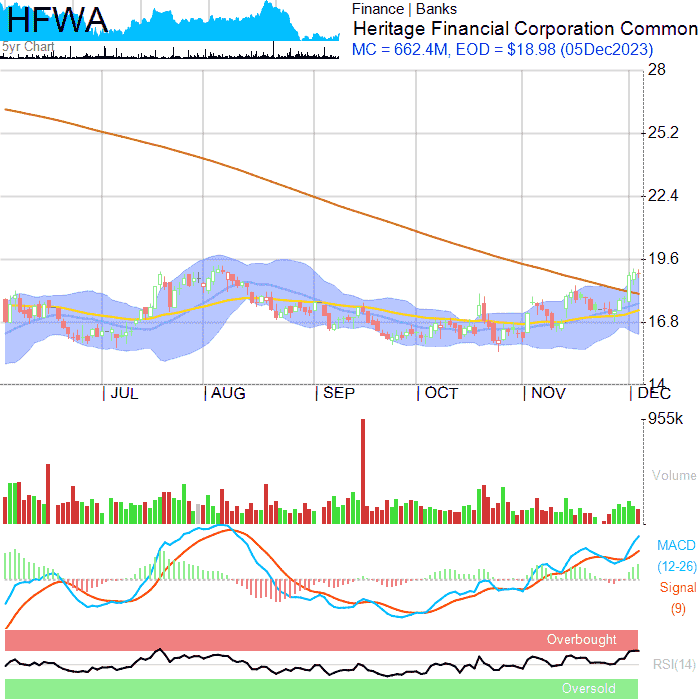 HFWA
5yr Chart
Finance | Banks
Heritage Financial Corporation Common
MC = 662.4M, EOD = $18.98 (05Dec2023)
28
25.2
22.4
19.6
16.8
14
JUL AUG SEP OCT NOV DEC
955k
Volume
MACD
(12-26)
Signal
(9)
Overbought
RSI(14)
Oversold